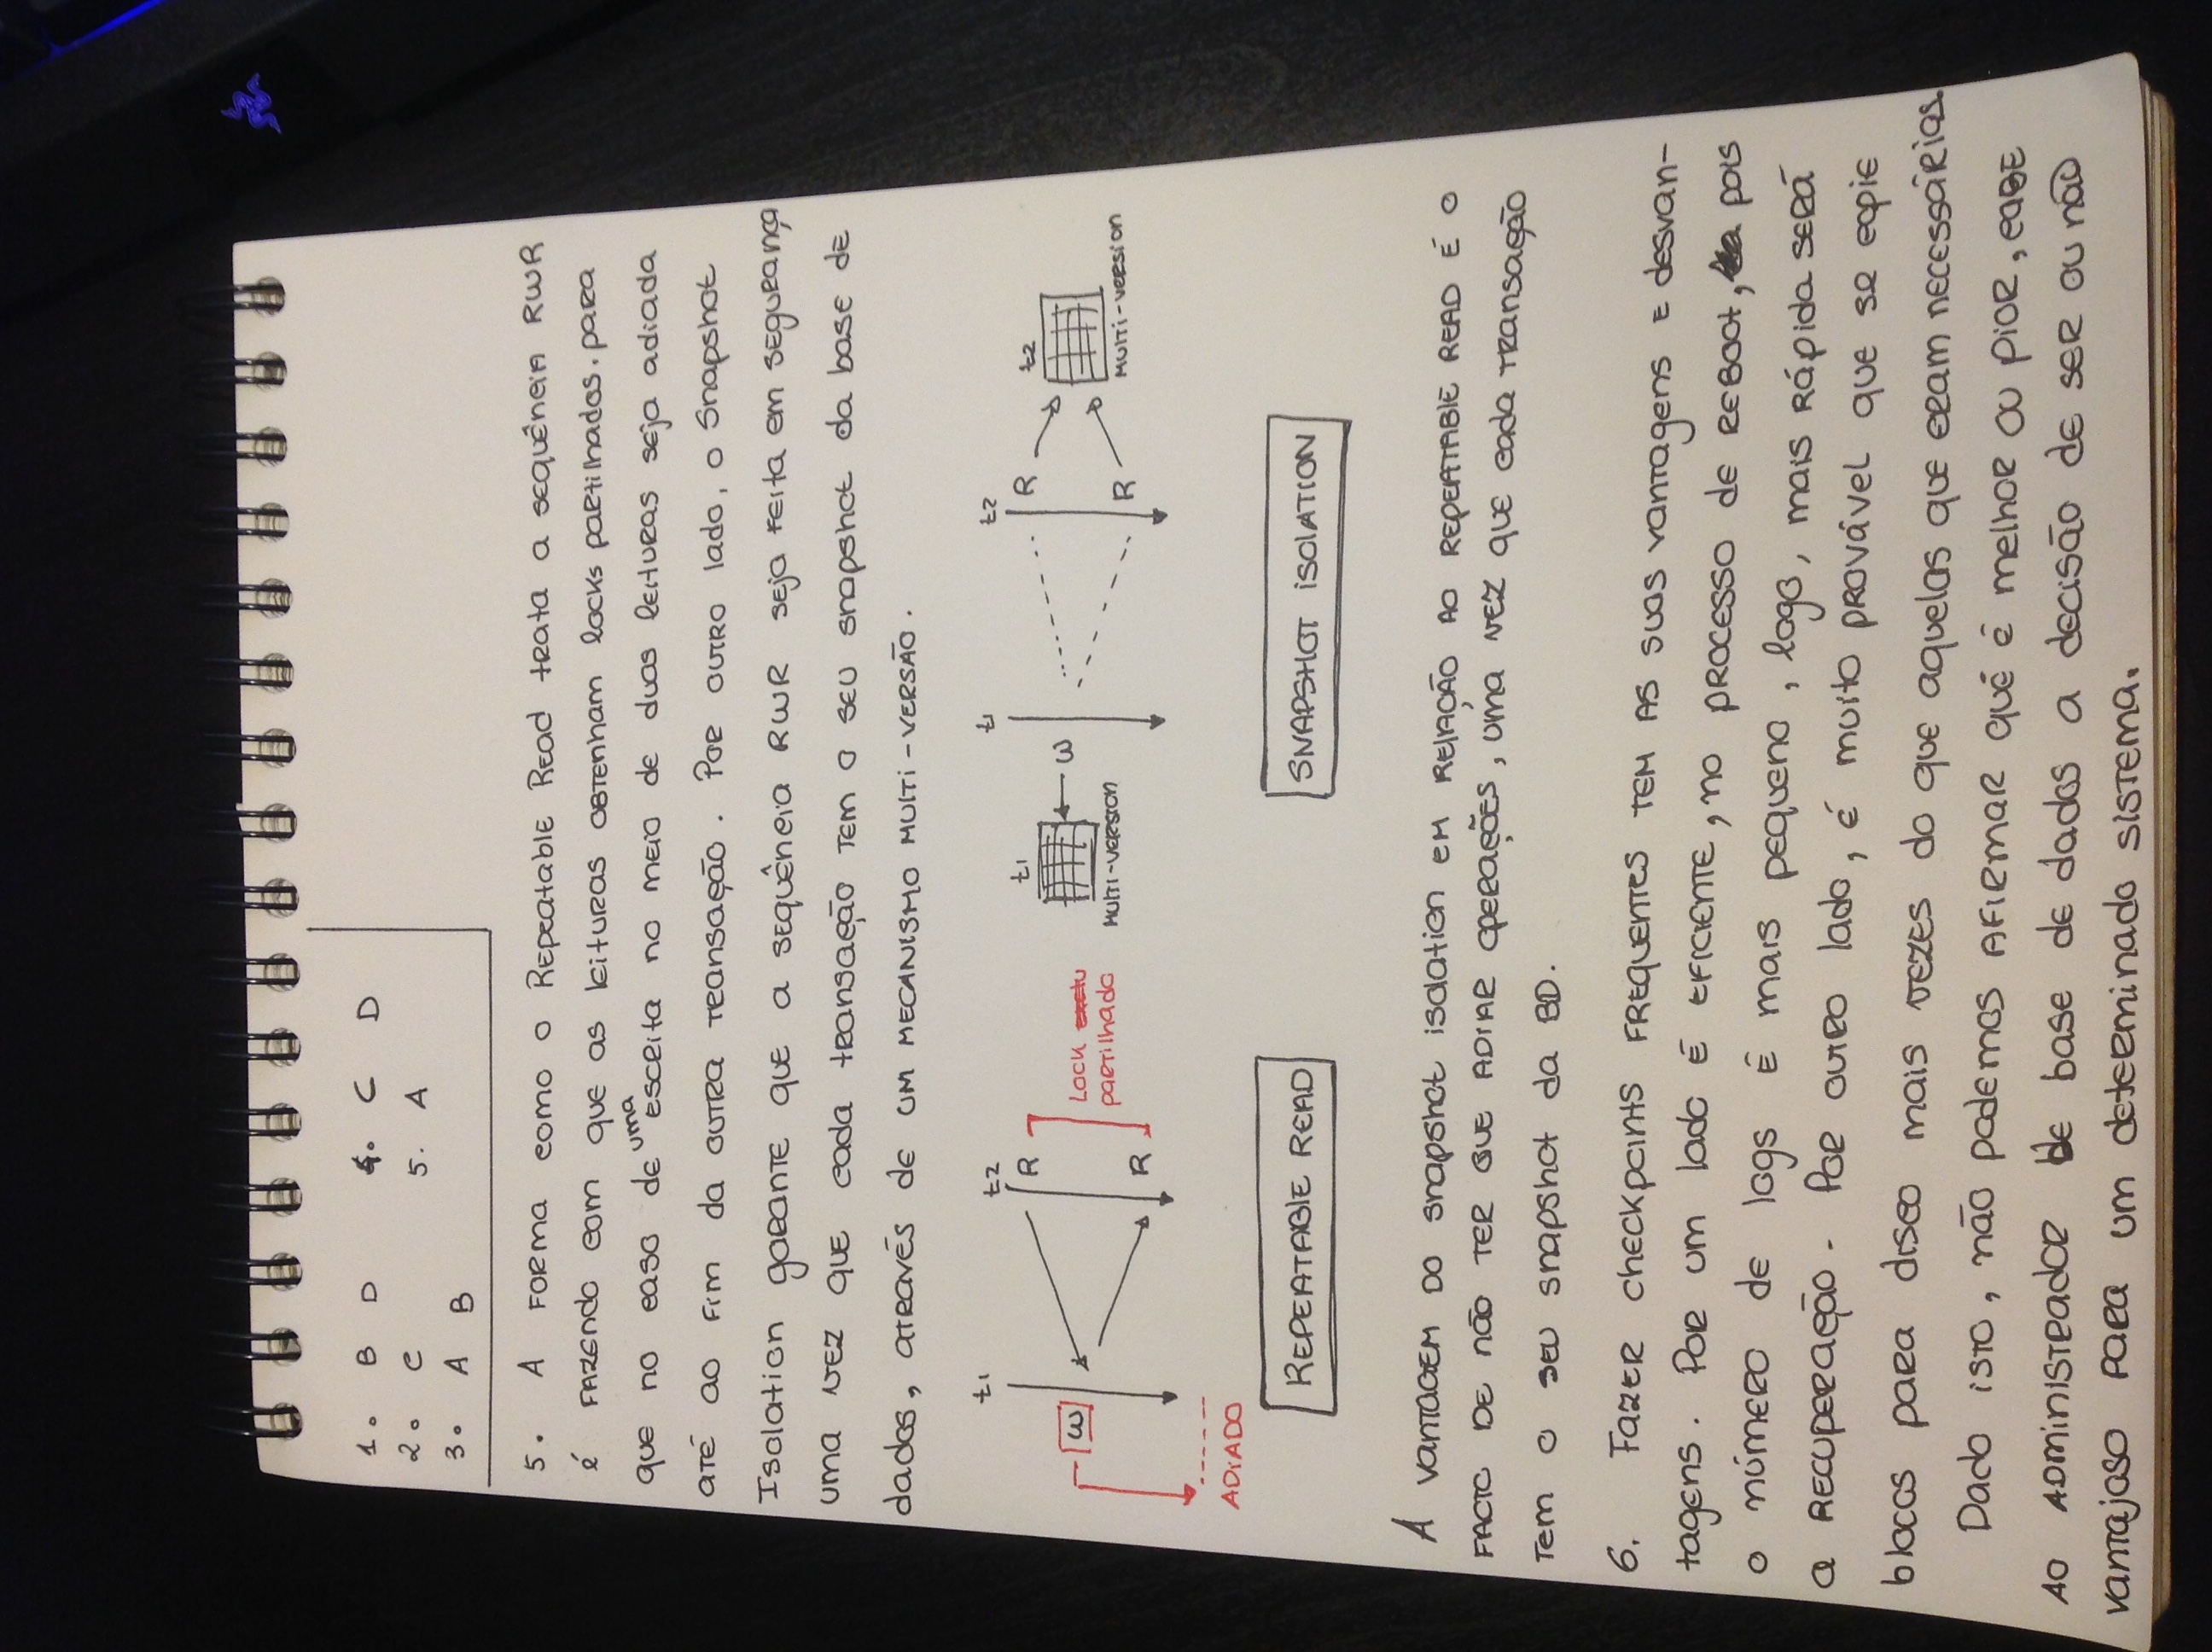 1. B D 4. C D
2. C 5. A
3. A B
5. A forma como o Repeatable Read trata a sequência RWR
é fazendo com que as leituras obtenham locks partilhados. para
que no caso de uma escrita no meio de duas leituras seja adiada
até ao fim da outra transação. Por outro lado, o Snapshot
Isolation garante que a sequência RWR seja feita em segurança
uma vez que cada transação tem o seu snapshot da base de
dados, através de um mecanismo multi-versão.
t1 t2
R
W
Lock
partilhado
R
ADIADO
t1 t1 t2 t2
R
W
MULTI-VERSION
R
MULTI-VERSION
REPEATABLE READ
SNAPSHOT ISOLATION
A vantagem do snapshot isolation em relação ao repeatable read é o
facto de não ter que adiar operações, uma vez que cada transação
tem o seu snapshot da BD.
6. Fazer checkpoints frequentes tem as suas vantagens e desvan-
tagens. Por um lado é eficiente, no processo de reboot, pois
o número de logs é mais pequeno, logo, mais rápida será
a recuperação. Por outro lado, é muito provável que se copie
blocos para disco mais vezes do que aquelas que eram necessárias.
Dado isto, não podemos afirmar qué é melhor ou pior, cabe
ao administrador de base de dados a decisão de ser ou não
vantajoso para um determinado sistema.